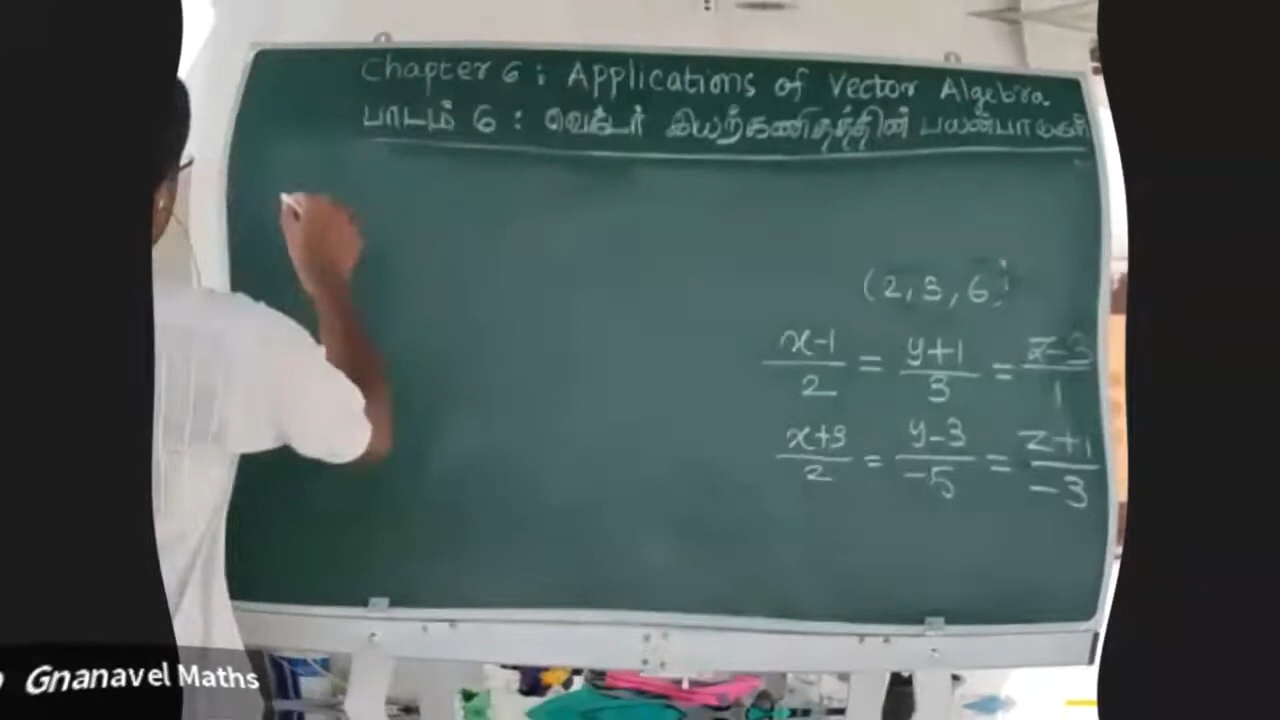 Chapter 6 : Applications of Vector Algebra
பாடம் 6 : வெக்டர் இயற்கணிதத்தின் பயன்பாடுகள்
(2, 3, 6)
x-1/2 = y+1/3 = z-3/1
x+3/2 = y-3/-5 = z+1/-3
Gnanavel Maths